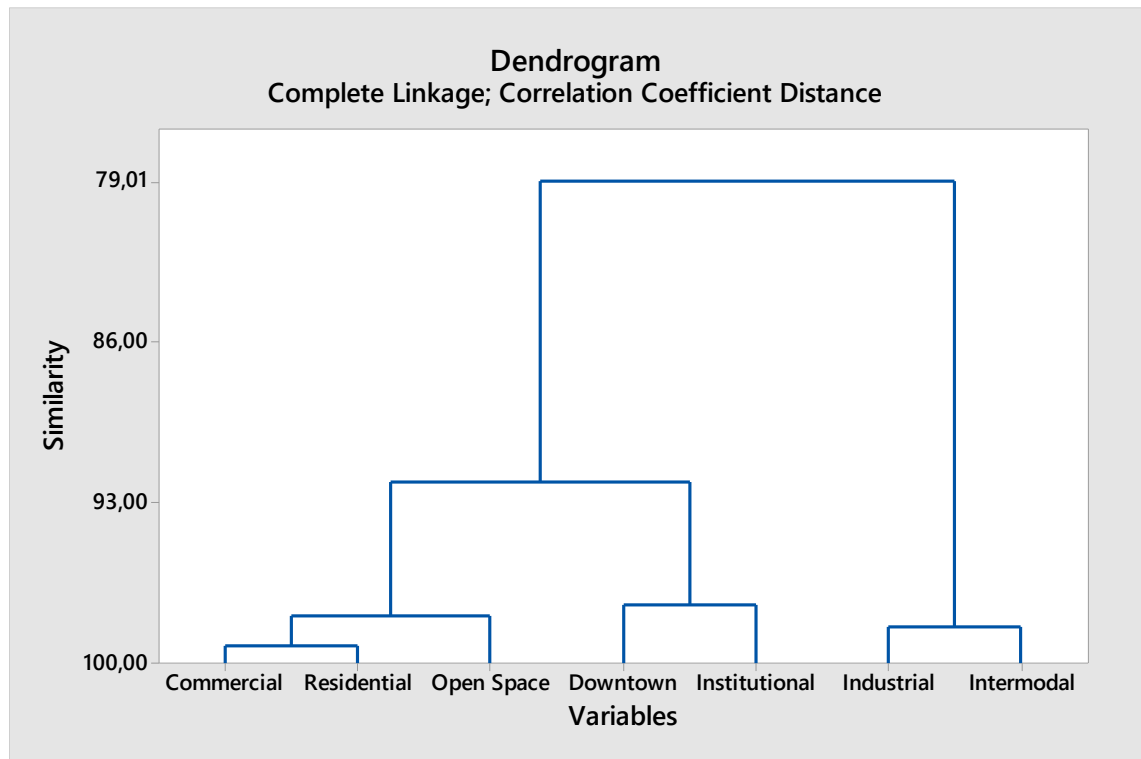 Dendrogram
Complete Linkage; Correlation Coefficient Distance
Similarity
79,01
86,00
93,00
100,00
Commercial Residential Open Space Downtown Institutional Industrial Intermodal
Variables